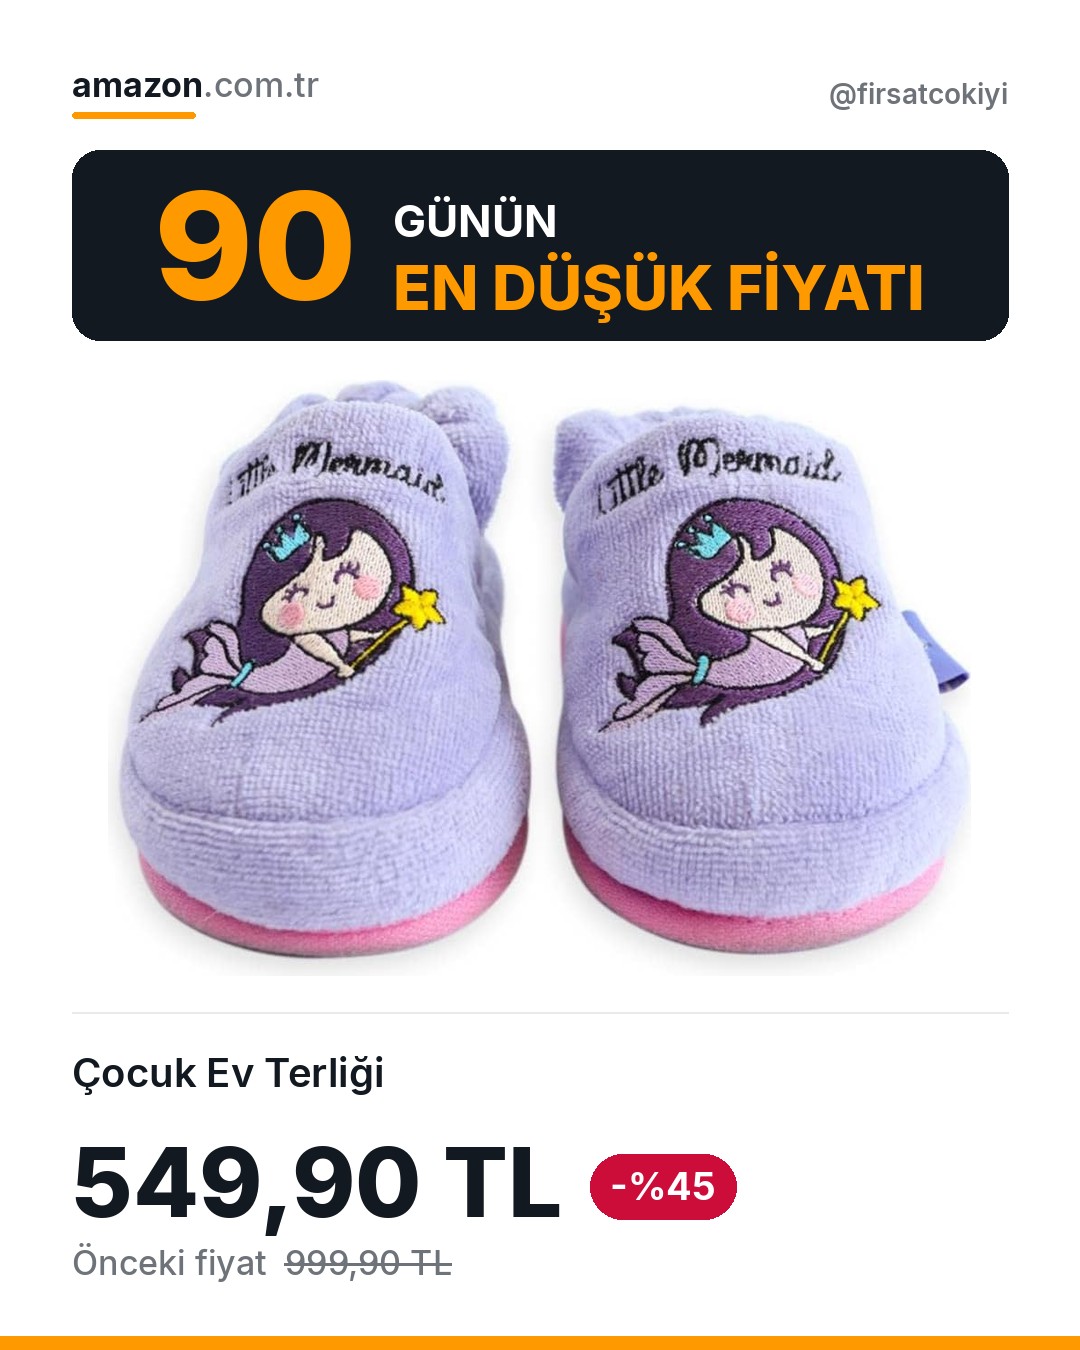 amazon.com.tr
@firsatcokiyi
90 GÜNÜN
EN DÜŞÜK FİYATI
Little Mermaid
Little Mermaid
Çocuk Ev Terliği
549,90 TL -%45
Önceki fiyat 999,90 TL